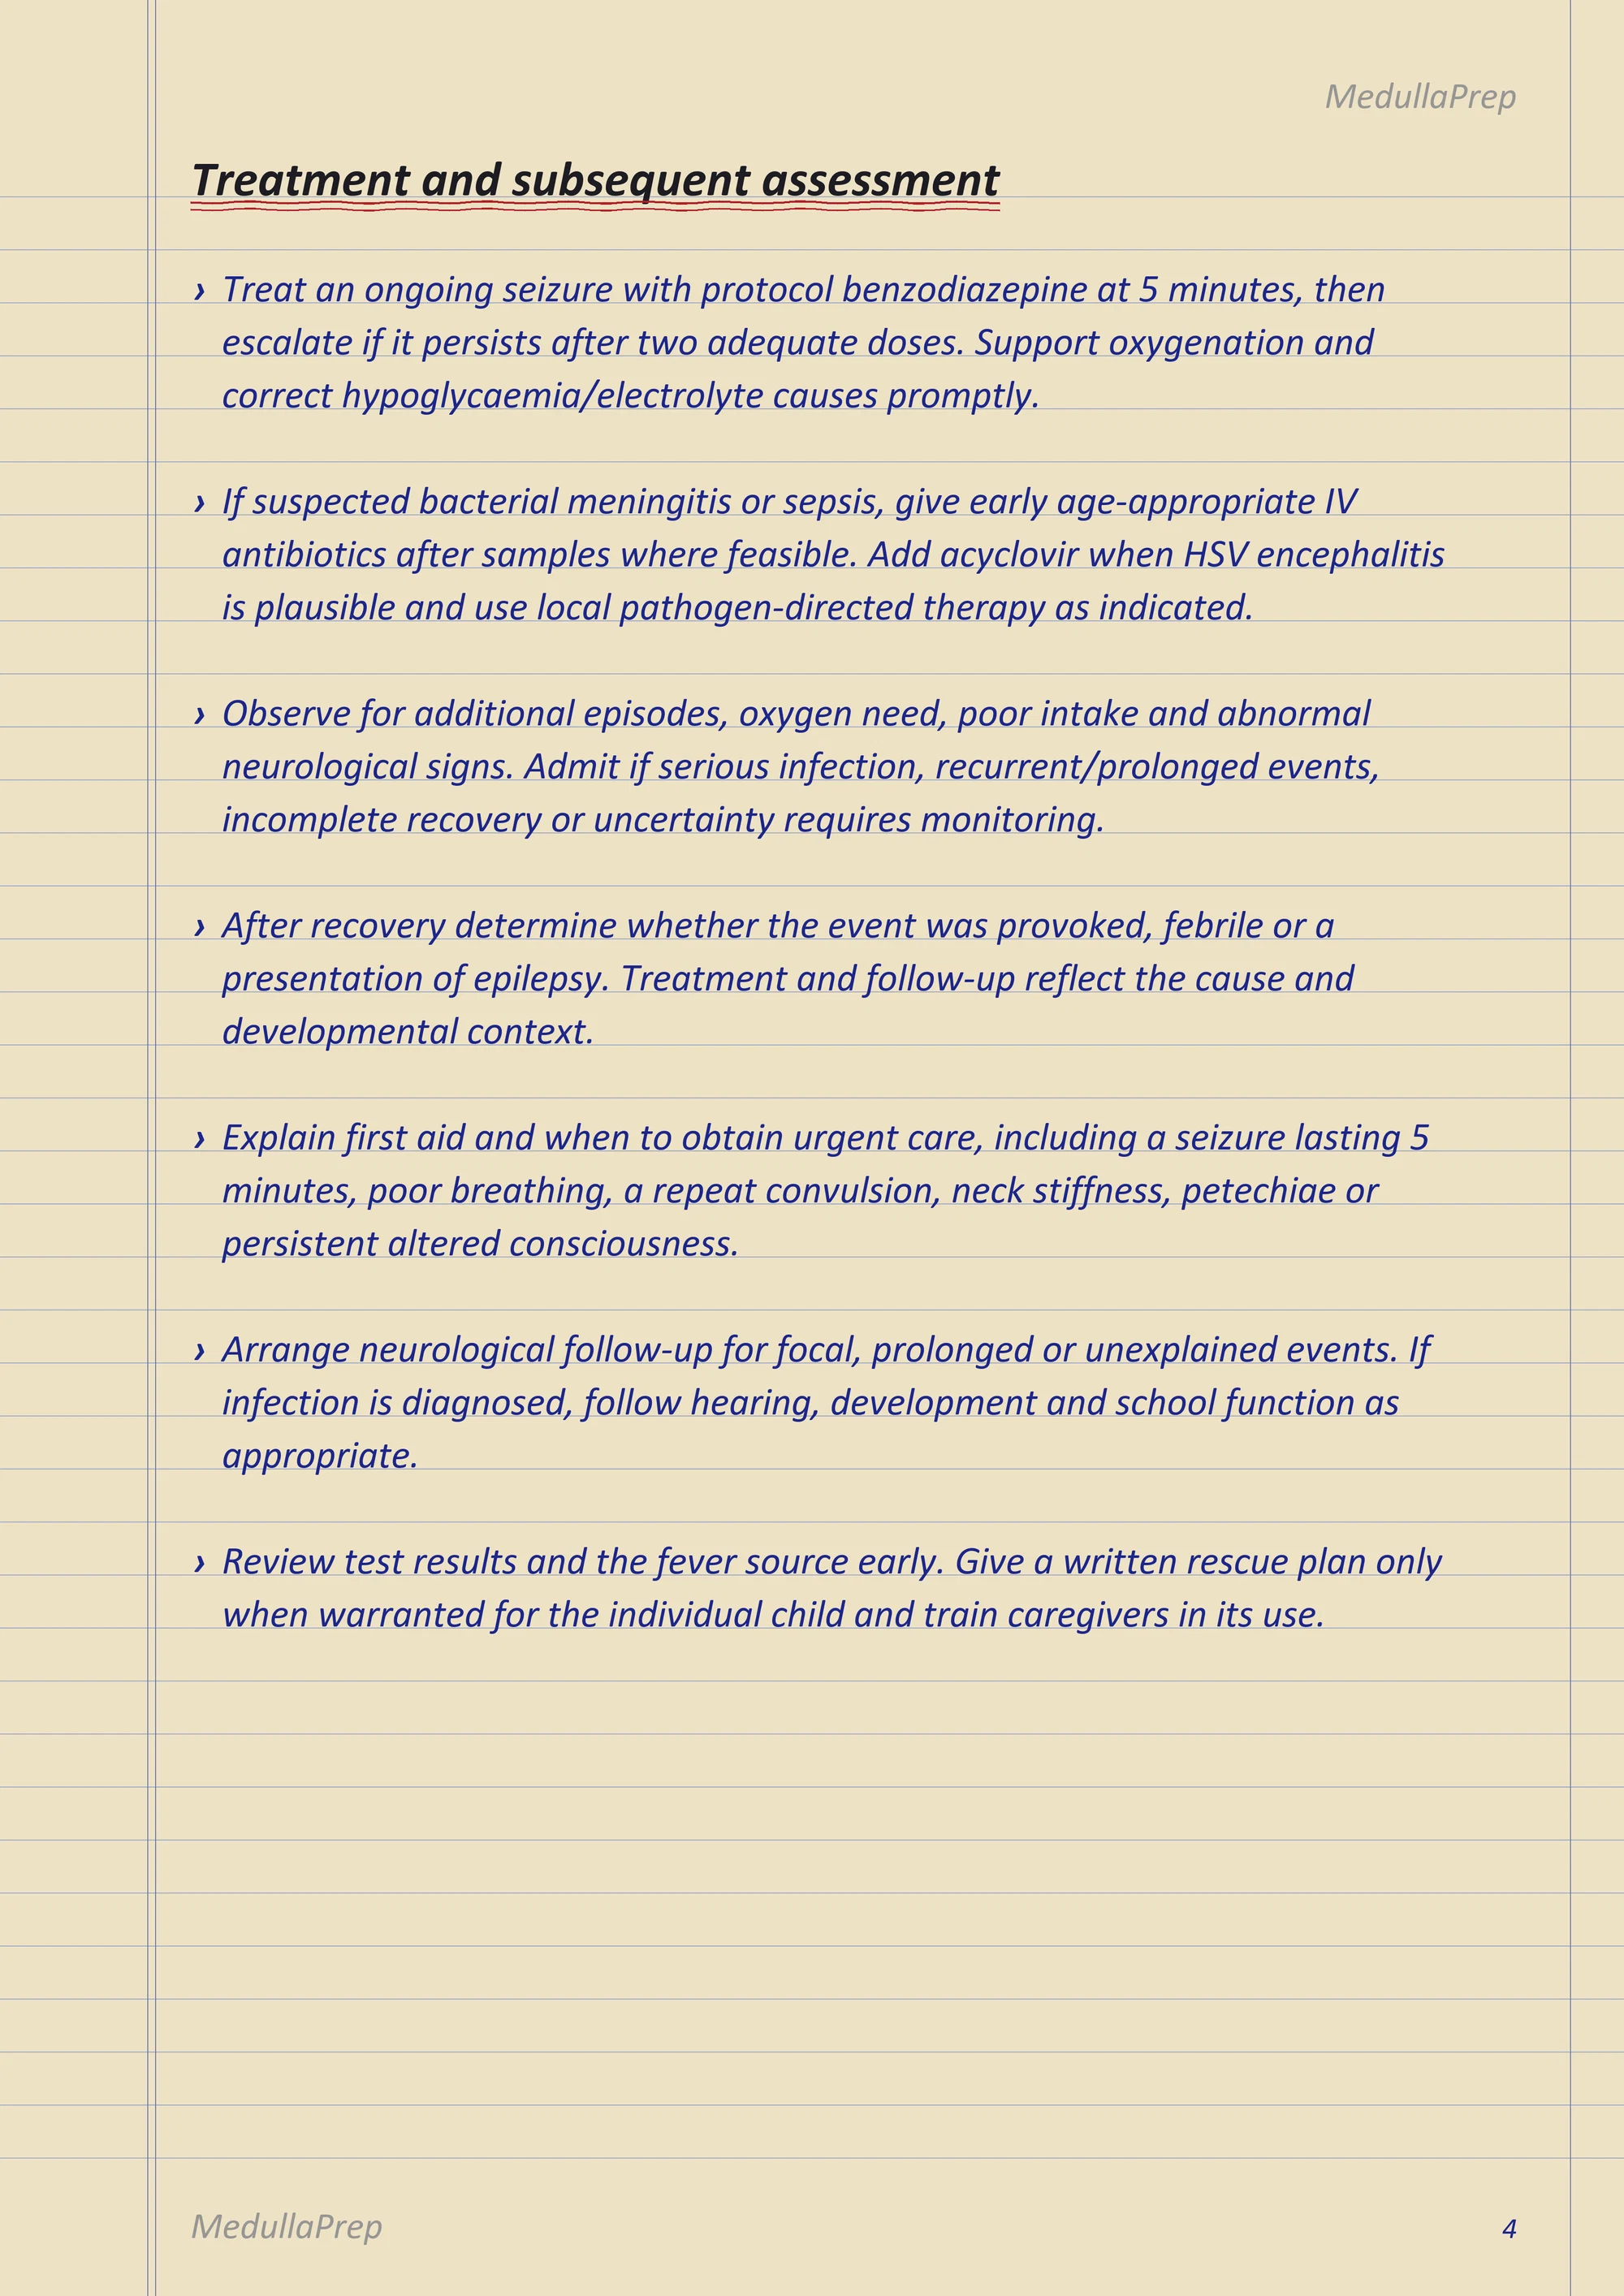 MedullaPrep
Treatment and subsequent assessment
› Treat an ongoing seizure with protocol benzodiazepine at 5 minutes, then
escalate if it persists after two adequate doses. Support oxygenation and
correct hypoglycaemia/electrolyte causes promptly.
› If suspected bacterial meningitis or sepsis, give early age-appropriate IV
antibiotics after samples where feasible. Add acyclovir when HSV encephalitis
is plausible and use local pathogen-directed therapy as indicated.
› Observe for additional episodes, oxygen need, poor intake and abnormal
neurological signs. Admit if serious infection, recurrent/prolonged events,
incomplete recovery or uncertainty requires monitoring.
› After recovery determine whether the event was provoked, febrile or a
presentation of epilepsy. Treatment and follow-up reflect the cause and
developmental context.
› Explain first aid and when to obtain urgent care, including a seizure lasting 5
minutes, poor breathing, a repeat convulsion, neck stiffness, petechiae or
persistent altered consciousness.
› Arrange neurological follow-up for focal, prolonged or unexplained events. If
infection is diagnosed, follow hearing, development and school function as
appropriate.
› Review test results and the fever source early. Give a written rescue plan only
when warranted for the individual child and train caregivers in its use.
MedullaPrep
4